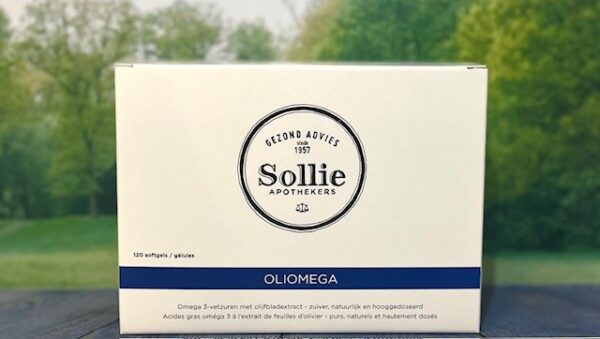 GEZOND ADVIES
sinds
1957
Sollie
APOTHEKERS
120 softgels / gélules
OLIOMEGA
Omega 3-vetzuren met olijfbladextract - zuiver, natuurlijk en hooggedoseerd
Acides gras oméga 3 à l'extrait de feuilles d'olivier - purs, naturels et hautement dosés